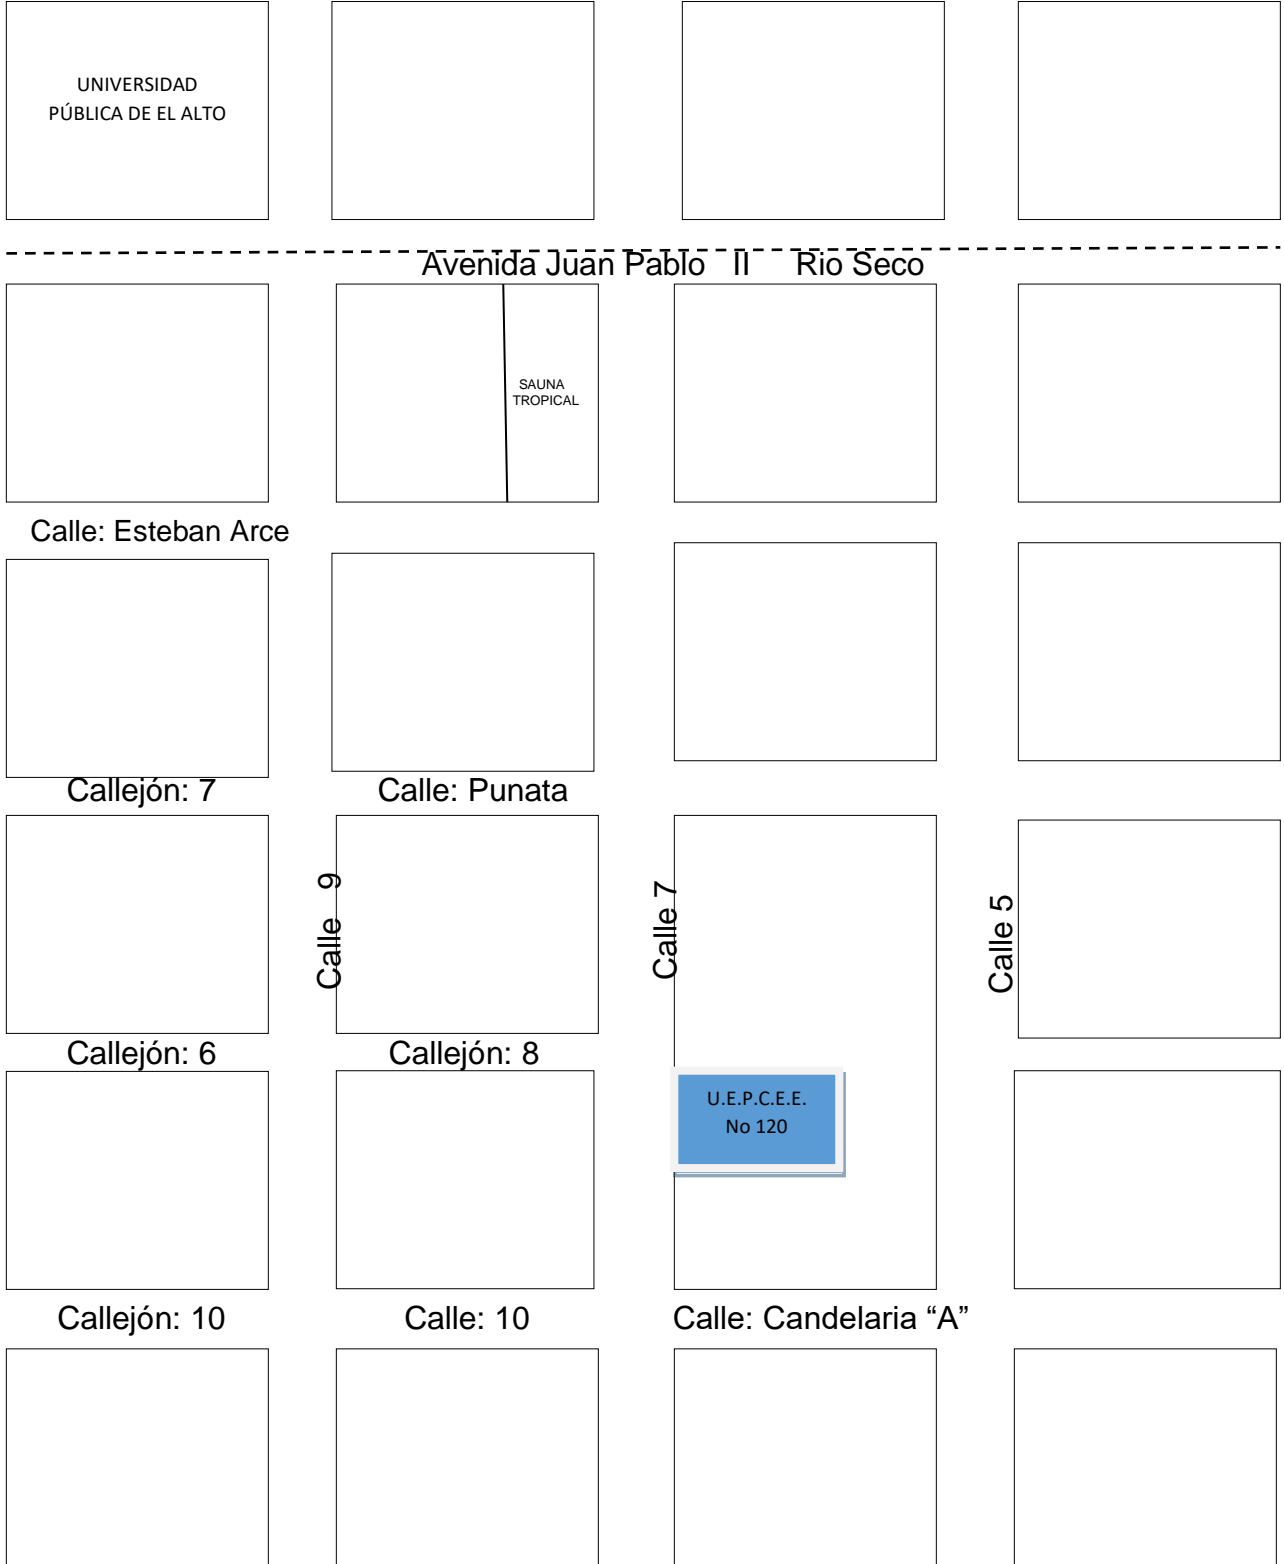 UNIVERSIDAD
PÚBLICA DE EL ALTO
Avenida Juan Pablo II Rio Seco
SAUNA
TROPICAL
Calle: Esteban Arce
Callejón: 7
Calle: Punata
Calle 9
Calle 7
Calle 5
Callejón: 6
Callejón: 8
U.E.P.C.E.E.
No 120
Callejón: 10
Calle: 10
Calle: Candelaria “A”